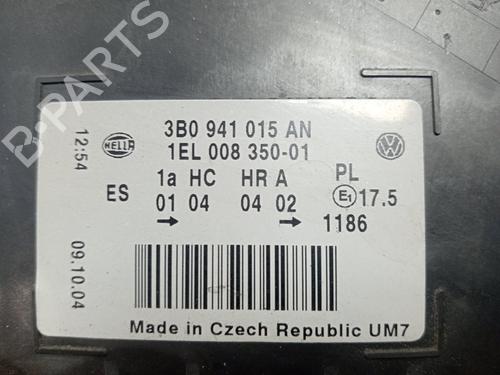 B-PARTS
12:54
09.10.04
HELLA
3B0 941 015 AN
1EL 008 350-01
ES
1a HC HR A PL
01 04 04 02 E1 17.5
→ → 1186
Made in Czech Republic UM7